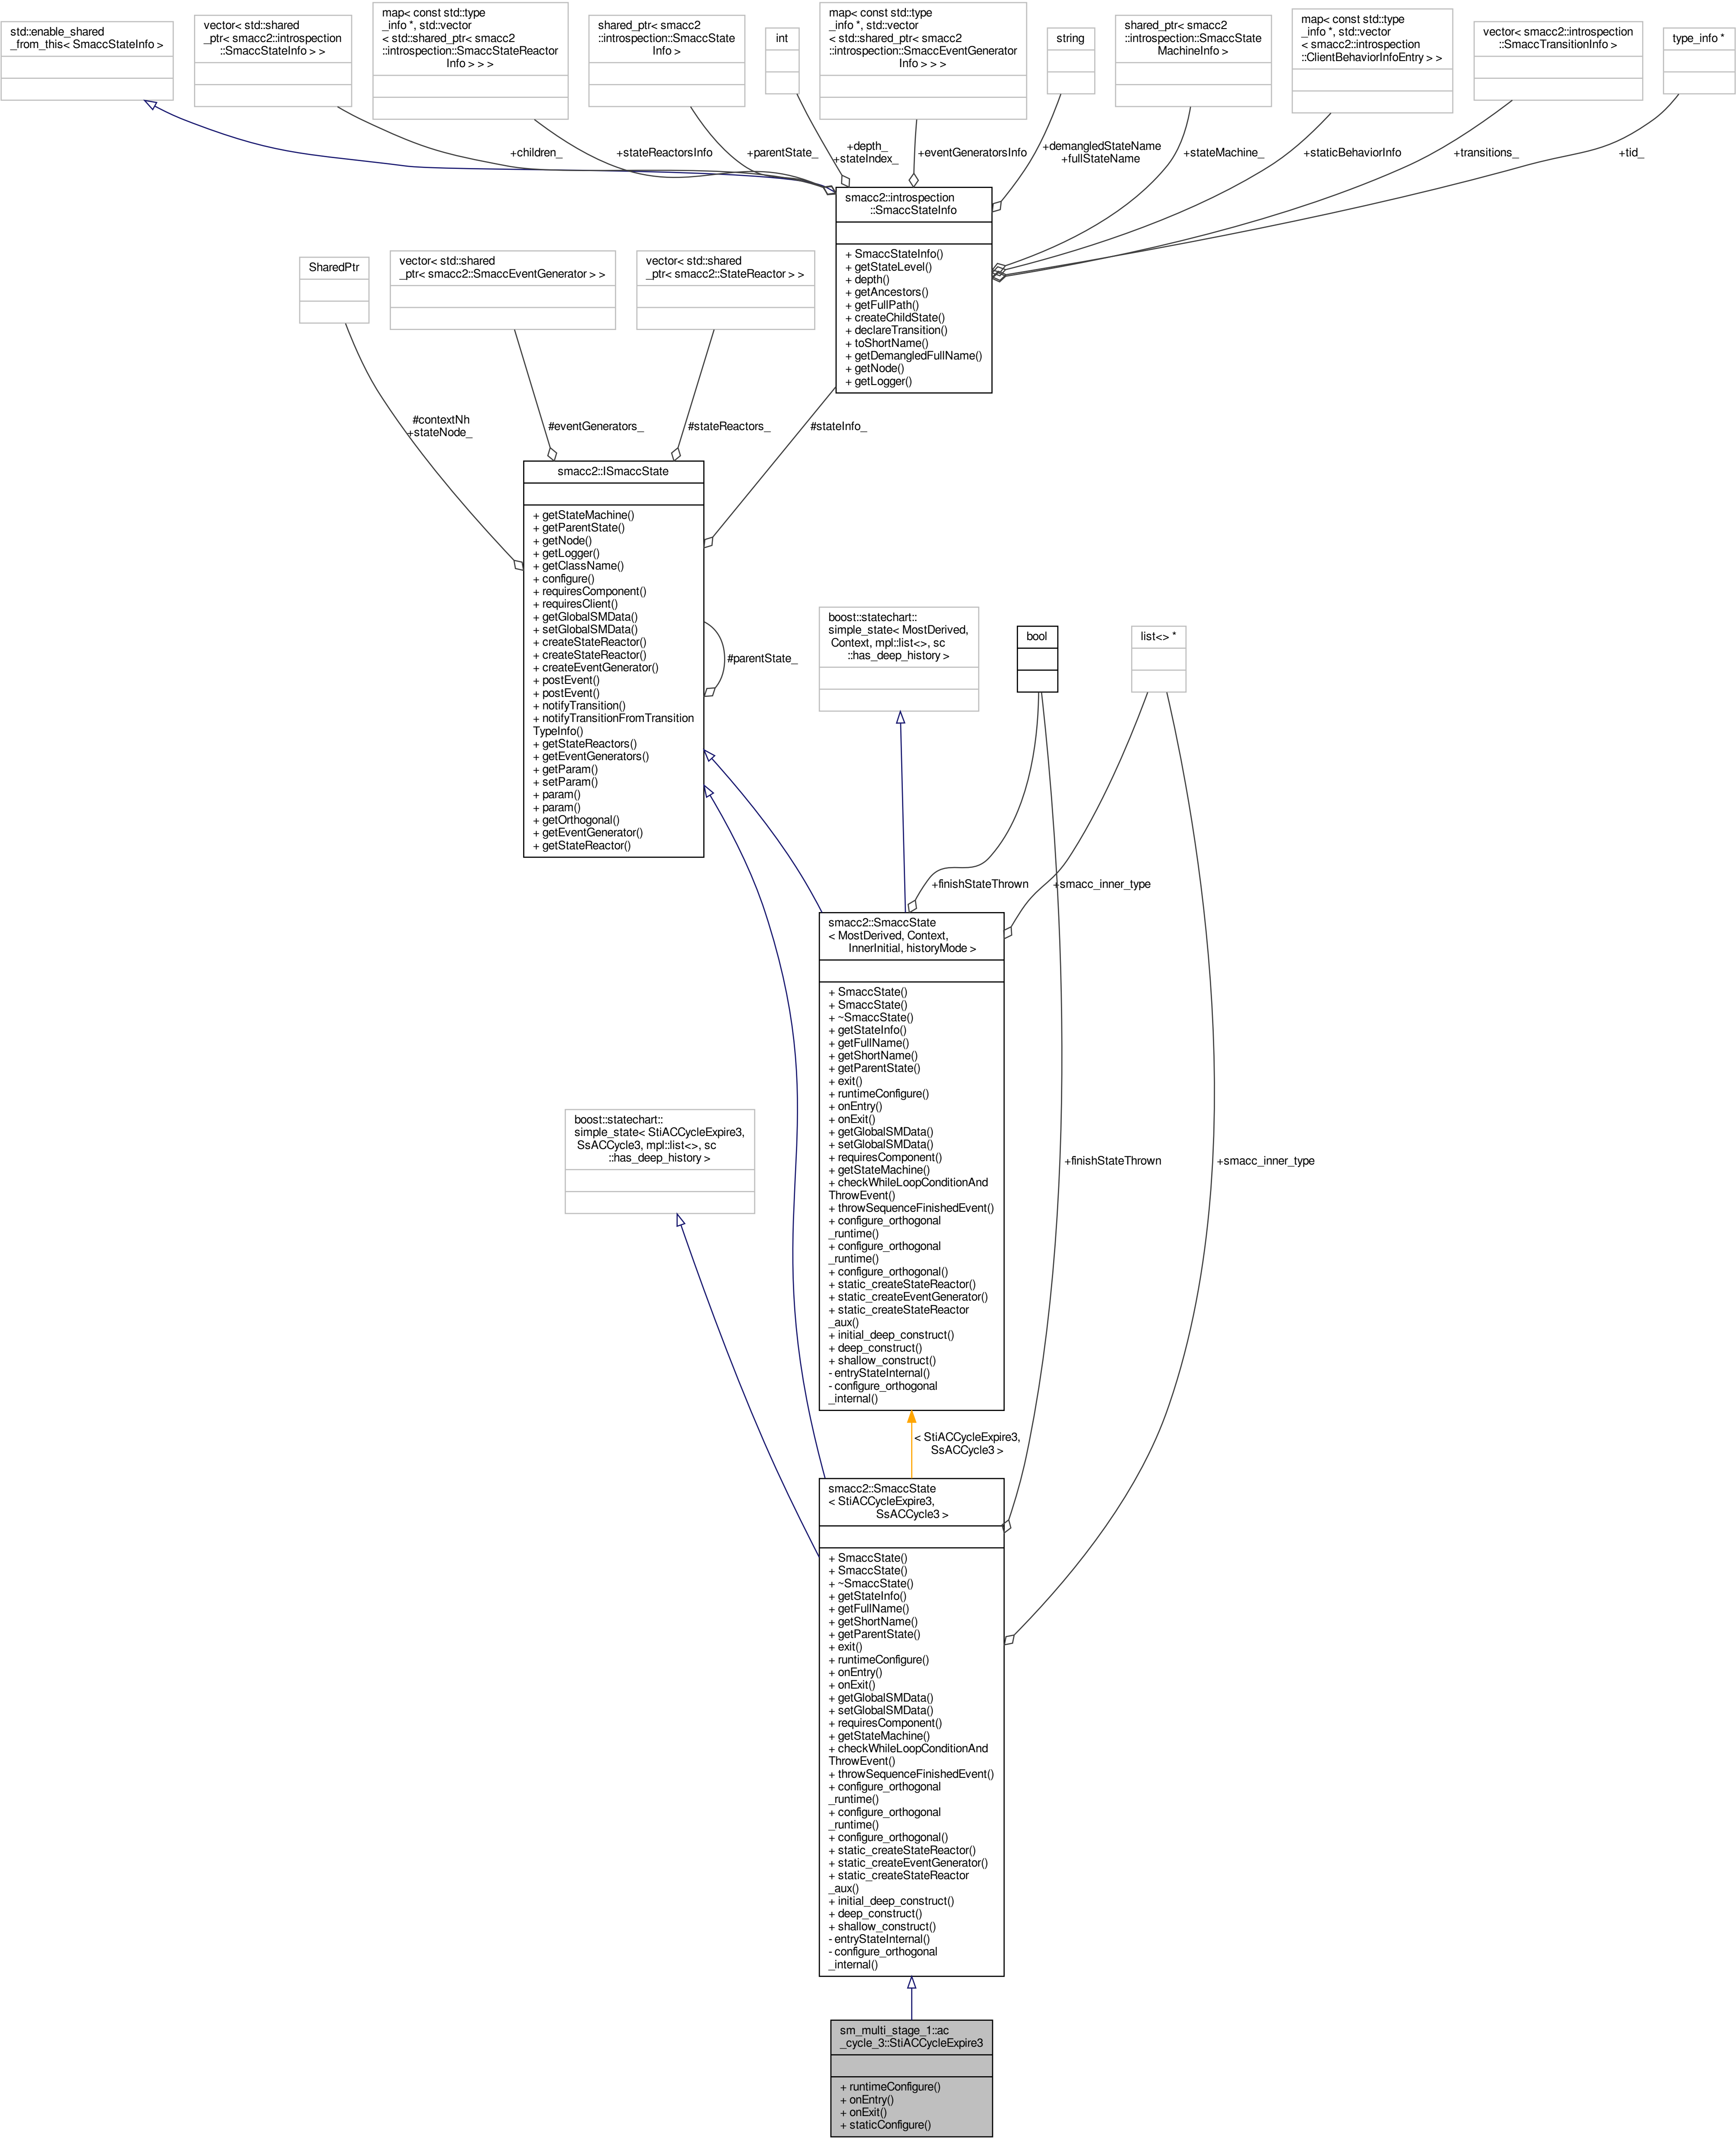 std::enable_shared
_from_this< SmaccStateInfo >
vector< std::shared
_ptr< smacc2::introspection
::SmaccStateInfo > >
map< const std::type
_info *, std::vector
< std::shared_ptr< smacc2
::introspection::SmaccStateReactor
Info > > >
shared_ptr< smacc2
::introspection::SmaccState
Info >
int
map< const std::type
_info *, std::vector
< std::shared_ptr< smacc2
::introspection::SmaccEventGenerator
Info > > >
string
shared_ptr< smacc2
::introspection::SmaccState
MachineInfo >
map< const std::type
_info *, std::vector
< smacc2::introspection
::ClientBehaviorInfoEntry > >
vector< smacc2::introspection
::SmaccTransitionInfo >
type_info *
+children_
+stateReactorsInfo
+parentState_
+depth_
+stateIndex_
+eventGeneratorsInfo
+demangledStateName
+fullStateName
+stateMachine_
+staticBehaviorInfo
+transitions_
+tid_
smacc2::introspection
::SmaccStateInfo
+ SmaccStateInfo()
+ getStateLevel()
+ depth()
+ getAncestors()
+ getFullPath()
+ createChildState()
+ declareTransition()
+ toShortName()
+ getDemangledFullName()
+ getNode()
+ getLogger()
SharedPtr
vector< std::shared
_ptr< smacc2::SmaccEventGenerator > >
vector< std::shared
_ptr< smacc2::StateReactor > >
#contextNh
+stateNode_
#eventGenerators_
#stateReactors_
#stateInfo_
smacc2::ISmaccState
+ getStateMachine()
+ getParentState()
+ getNode()
+ getLogger()
+ getClassName()
+ configure()
+ requiresComponent()
+ requiresClient()
+ getGlobalSMData()
+ setGlobalSMData()
+ createStateReactor()
+ createStateReactor()
+ createEventGenerator()
+ postEvent()
+ postEvent()
+ notifyTransition()
+ notifyTransitionFromTransition
TypeInfo()
+ getStateReactors()
+ getEventGenerators()
+ getParam()
+ setParam()
+ param()
+ param()
+ getOrthogonal()
+ getEventGenerator()
+ getStateReactor()
#parentState_
boost::statechart::
simple_state< MostDerived,
Context, mpl::list<>, sc
::has_deep_history >
bool
list<> *
+finishStateThrown
+smacc_inner_type
smacc2::SmaccState
< MostDerived, Context,
InnerInitial, historyMode >
+ SmaccState()
+ SmaccState()
+ ~SmaccState()
+ getStateInfo()
+ getFullName()
+ getShortName()
+ getParentState()
+ exit()
+ runtimeConfigure()
+ onEntry()
+ onExit()
+ getGlobalSMData()
+ setGlobalSMData()
+ requiresComponent()
+ getStateMachine()
+ checkWhileLoopConditionAnd
ThrowEvent()
+ throwSequenceFinishedEvent()
+ configure_orthogonal
_runtime()
+ configure_orthogonal
_runtime()
+ configure_orthogonal()
+ static_createStateReactor()
+ static_createEventGenerator()
+ static_createStateReactor
_aux()
+ initial_deep_construct()
+ deep_construct()
+ shallow_construct()
- entryStateInternal()
- configure_orthogonal
_internal()
boost::statechart::
simple_state< StiACCycleExpire3,
SsACCycle3, mpl::list<>, sc
::has_deep_history >
+finishStateThrown
+smacc_inner_type
< StiACCycleExpire3,
SsACCycle3 >
smacc2::SmaccState
< StiACCycleExpire3,
SsACCycle3 >
+ SmaccState()
+ SmaccState()
+ ~SmaccState()
+ getStateInfo()
+ getFullName()
+ getShortName()
+ getParentState()
+ exit()
+ runtimeConfigure()
+ onEntry()
+ onExit()
+ getGlobalSMData()
+ setGlobalSMData()
+ requiresComponent()
+ getStateMachine()
+ checkWhileLoopConditionAnd
ThrowEvent()
+ throwSequenceFinishedEvent()
+ configure_orthogonal
_runtime()
+ configure_orthogonal
_runtime()
+ configure_orthogonal()
+ static_createStateReactor()
+ static_createEventGenerator()
+ static_createStateReactor
_aux()
+ initial_deep_construct()
+ deep_construct()
+ shallow_construct()
- entryStateInternal()
- configure_orthogonal
_internal()
sm_multi_stage_1::ac
_cycle_3::StiACCycleExpire3
+ runtimeConfigure()
+ onEntry()
+ onExit()
+ staticConfigure()